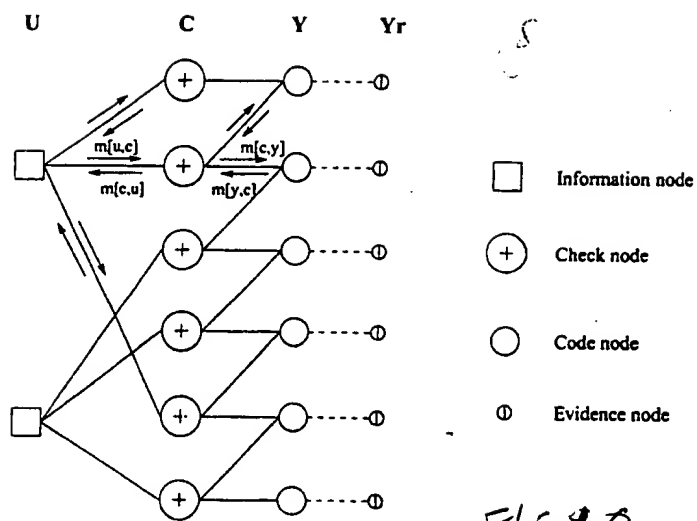 U C Y Yr
+
m[u,c] m[c,y]
+
m[c,u] m[y,c]
Information node
+
+ Check node
+
Code node
+
Evidence node
+